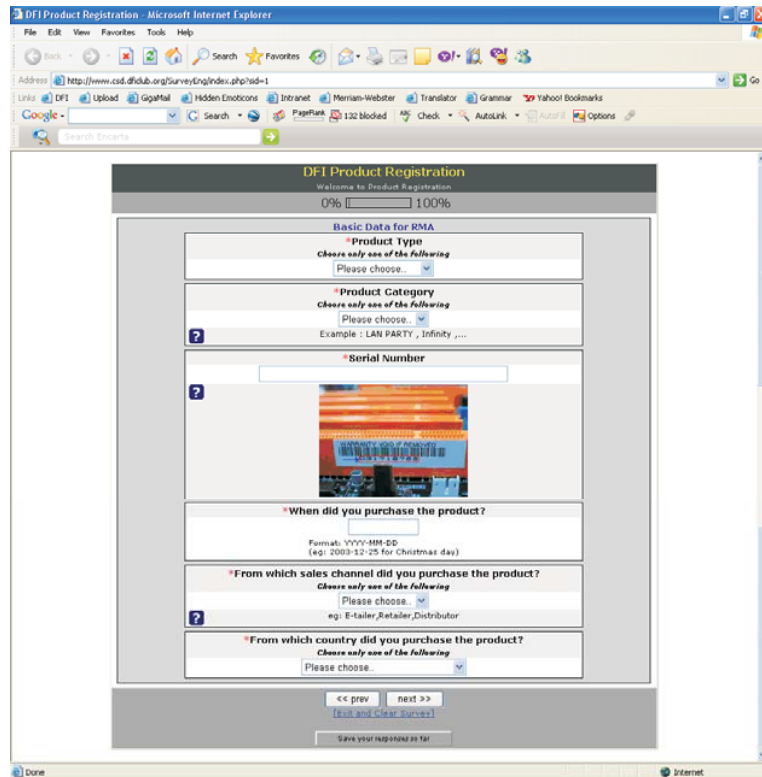 DFI Product Registration - Microsoft Internet Explorer
File Edit View Favorites Tools Help
Back Search Favorites
Address http://www.csd.dficlub.org/SurveyEng/index.php?sid=1 Go
Links DFI Upload GigaMail Hidden Emoticons Intranet Merriam-Webster Translator Grammar Yahoo! Bookmarks
Google Search PageRank 132 blocked Check AutoLink AutoFill Options
Search Encarta
DFI Product Registration
Welcome to Product Registration
0% 100%
Basic Data for RMA
*Product Type
Choose only one of the following
Please choose..
*Product Category
Choose only one of the following
Please choose..
? Example : LAN PARTY , Infinity ,...
*Serial Number
?
WARRANTY VOID IF REMOVED
*When did you purchase the product?
Format: YYYY-MM-DD
(eg: 2003-12-25 for Christmas day)
*From which sales channel did you purchase the product?
Choose only one of the following
Please choose..
? eg: E-tailer,Retailer,Distributor
*From which country did you purchase the product?
Choose only one of the following
Please choose..
<< prev next >>
[Exit and Clear Survey]
Save your responses so far
Done Internet